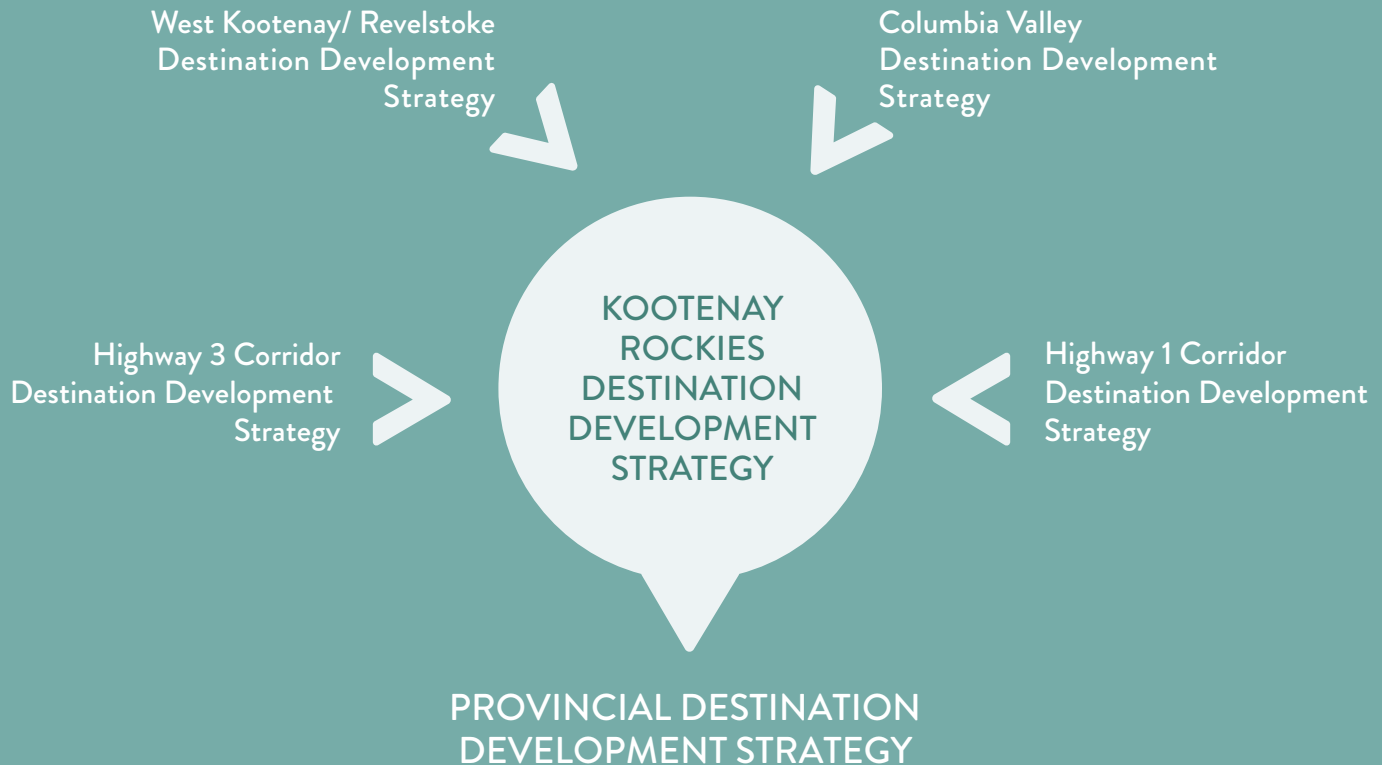 West Kootenay/ Revelstoke
Destination Development
Strategy
Columbia Valley
Destination Development
Strategy
Highway 3 Corridor
Destination Development
Strategy
KOOTENAY
ROCKIES
DESTINATION
DEVELOPMENT
STRATEGY
Highway 1 Corridor
Destination Development
Strategy
PROVINCIAL DESTINATION
DEVELOPMENT STRATEGY